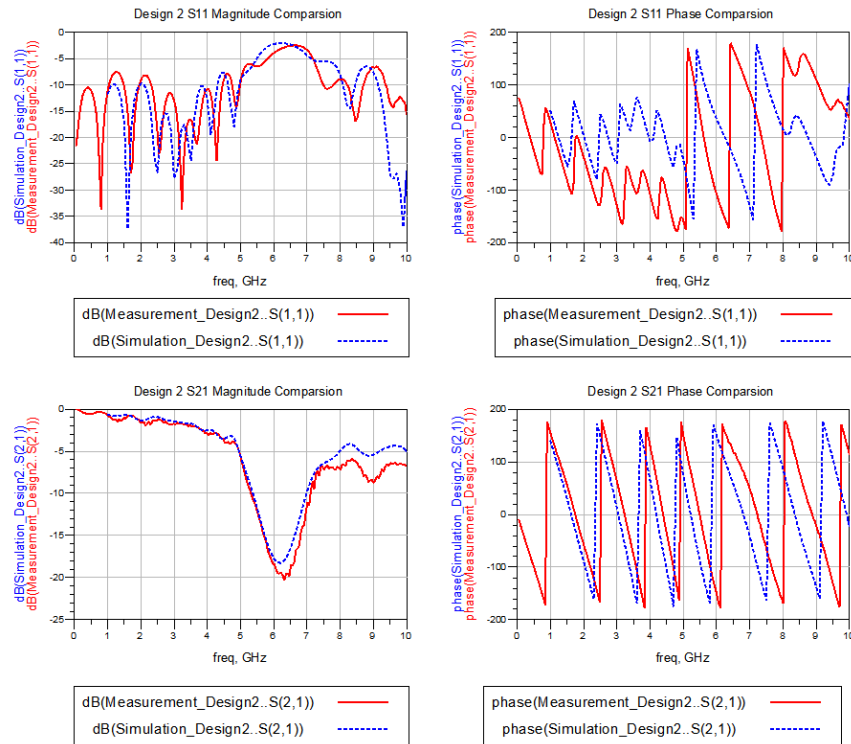 Design 2 S11 Magnitude Comparsion
dB(Simulation_Design2..S(1,1))
dB(Measurement_Design2..S(1,1))
0
-5
-10
-15
-20
-25
-30
-35
-40
0 1 2 3 4 5 6 7 8 9 10
freq, GHz
dB(Measurement_Design2..S(1,1))
dB(Simulation_Design2..S(1,1))
Design 2 S11 Phase Comparsion
phase(Simulation_Design2..S(1,1))
phase(Measurement_Design2..S(1,1))
200
100
0
-100
-200
0 1 2 3 4 5 6 7 8 9 10
freq, GHz
phase(Measurement_Design2..S(1,1))
phase(Simulation_Design2..S(1,1))
Design 2 S21 Magnitude Comparsion
dB(Simulation_Design2..S(2,1))
dB(Measurement_Design2..S(2,1))
0
-5
-10
-15
-20
-25
0 1 2 3 4 5 6 7 8 9 10
freq, GHz
dB(Measurement_Design2..S(2,1))
dB(Simulation_Design2..S(2,1))
Design 2 S21 Phase Comparsion
phase(Simulation_Design2..S(2,1))
phase(Measurement_Design2..S(2,1))
200
100
0
-100
-200
0 1 2 3 4 5 6 7 8 9 10
freq, GHz
phase(Measurement_Design2..S(2,1))
phase(Simulation_Design2..S(2,1))